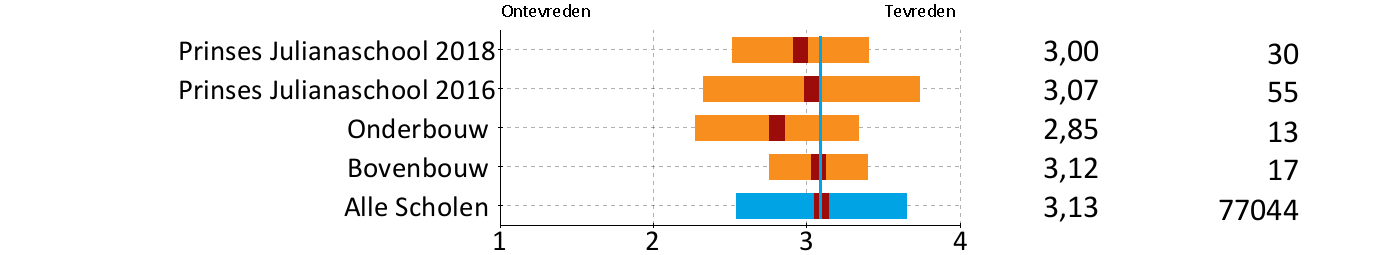 Ontevreden Tevreden
Prinses Julianaschool 2018 3,00 30
Prinses Julianaschool 2016 3,07 55
Onderbouw 2,85 13
Bovenbouw 3,12 17
Alle Scholen 3,13 77044
1 2 3 4